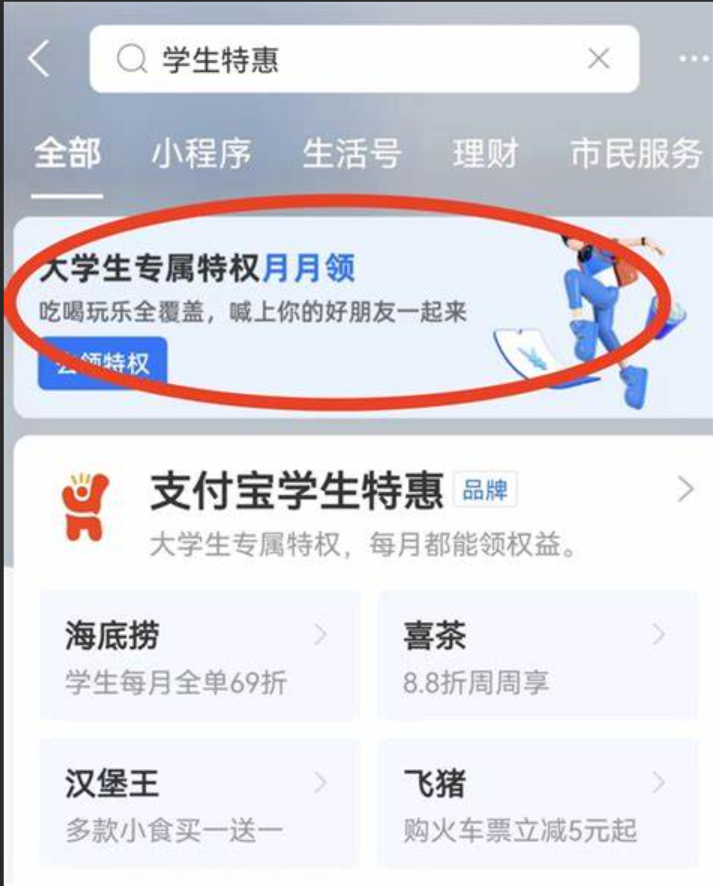 学生特惠
全部 小程序 生活号 理财 市民服务
大学生专属特权月月领
吃喝玩乐全覆盖，喊上你的好朋友一起来
去领特权
支付宝学生特惠 品牌
大学生专属特权，每月都能领权益。
海底捞
学生每月全单69折
喜茶
8.8折周周享
汉堡王
多款小食买一送一
飞猪
购火车票立减5元起